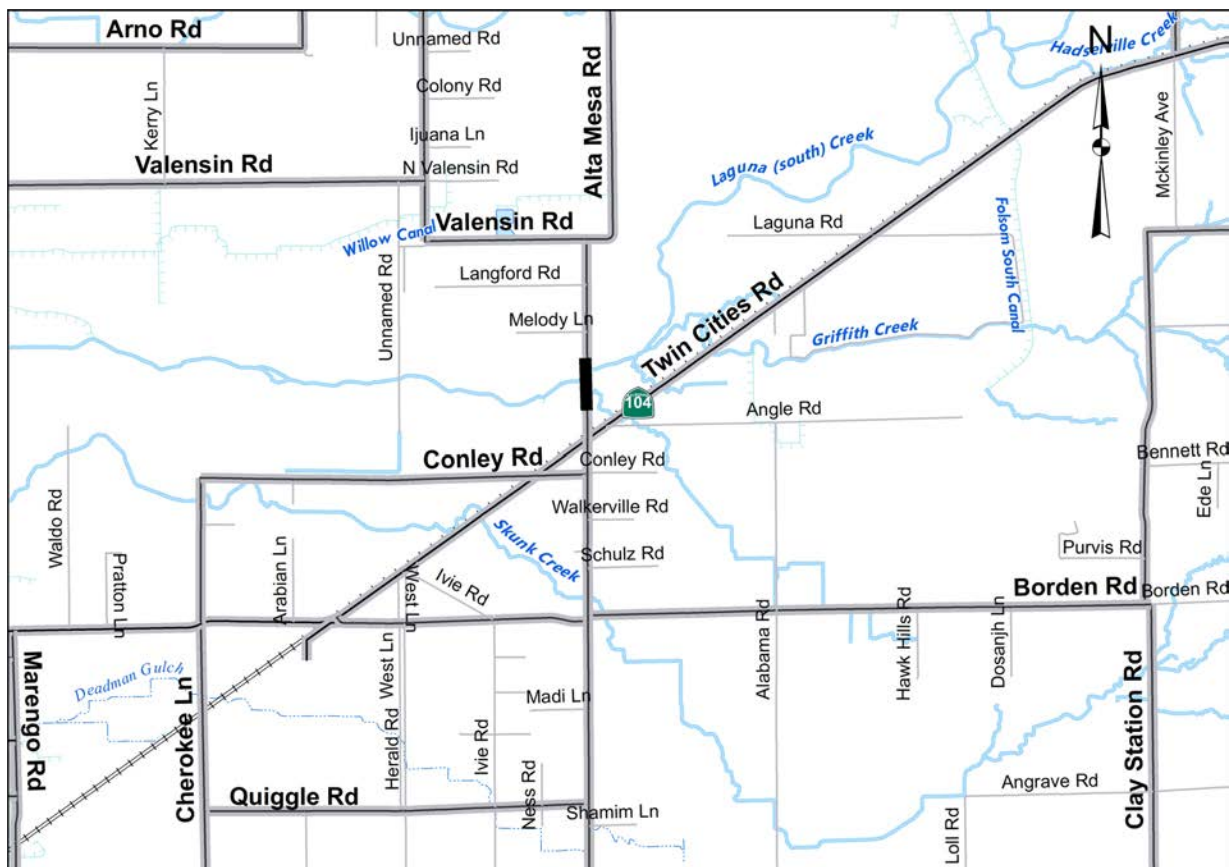 Arno Rd
Unnamed Rd
Hadselville Creek
N
Kerry Ln
Colony Rd
Alta Mesa Rd
Mckinley Ave
Ijuana Ln
Laguna (south) Creek
Valensin Rd
N Valensin Rd
Valensin Rd
Laguna Rd
Willow Canal
Folsom South Canal
Unnamed Rd
Langford Rd
Melody Ln
Twin Cities Rd
Griffith Creek
104
Angle Rd
Conley Rd
Conley Rd
Bennett Rd
Ede Ln
Waldo Rd
Walkerville Rd
Skunk Creek
Schulz Rd
Purvis Rd
Pratton Ln
Arabian Ln
West Ln
Ivie Rd
Borden Rd
Borden Rd
Alabama Rd
Hawk Hills Rd
Dosanjh Ln
Marengo Rd
Deadman Gulch
Cherokee Ln
West Ln
Herald Rd
Madi Ln
Ivie Rd
Clay Station Rd
Ness Rd
Angrave Rd
Quiggle Rd
Shamim Ln
Loll Rd